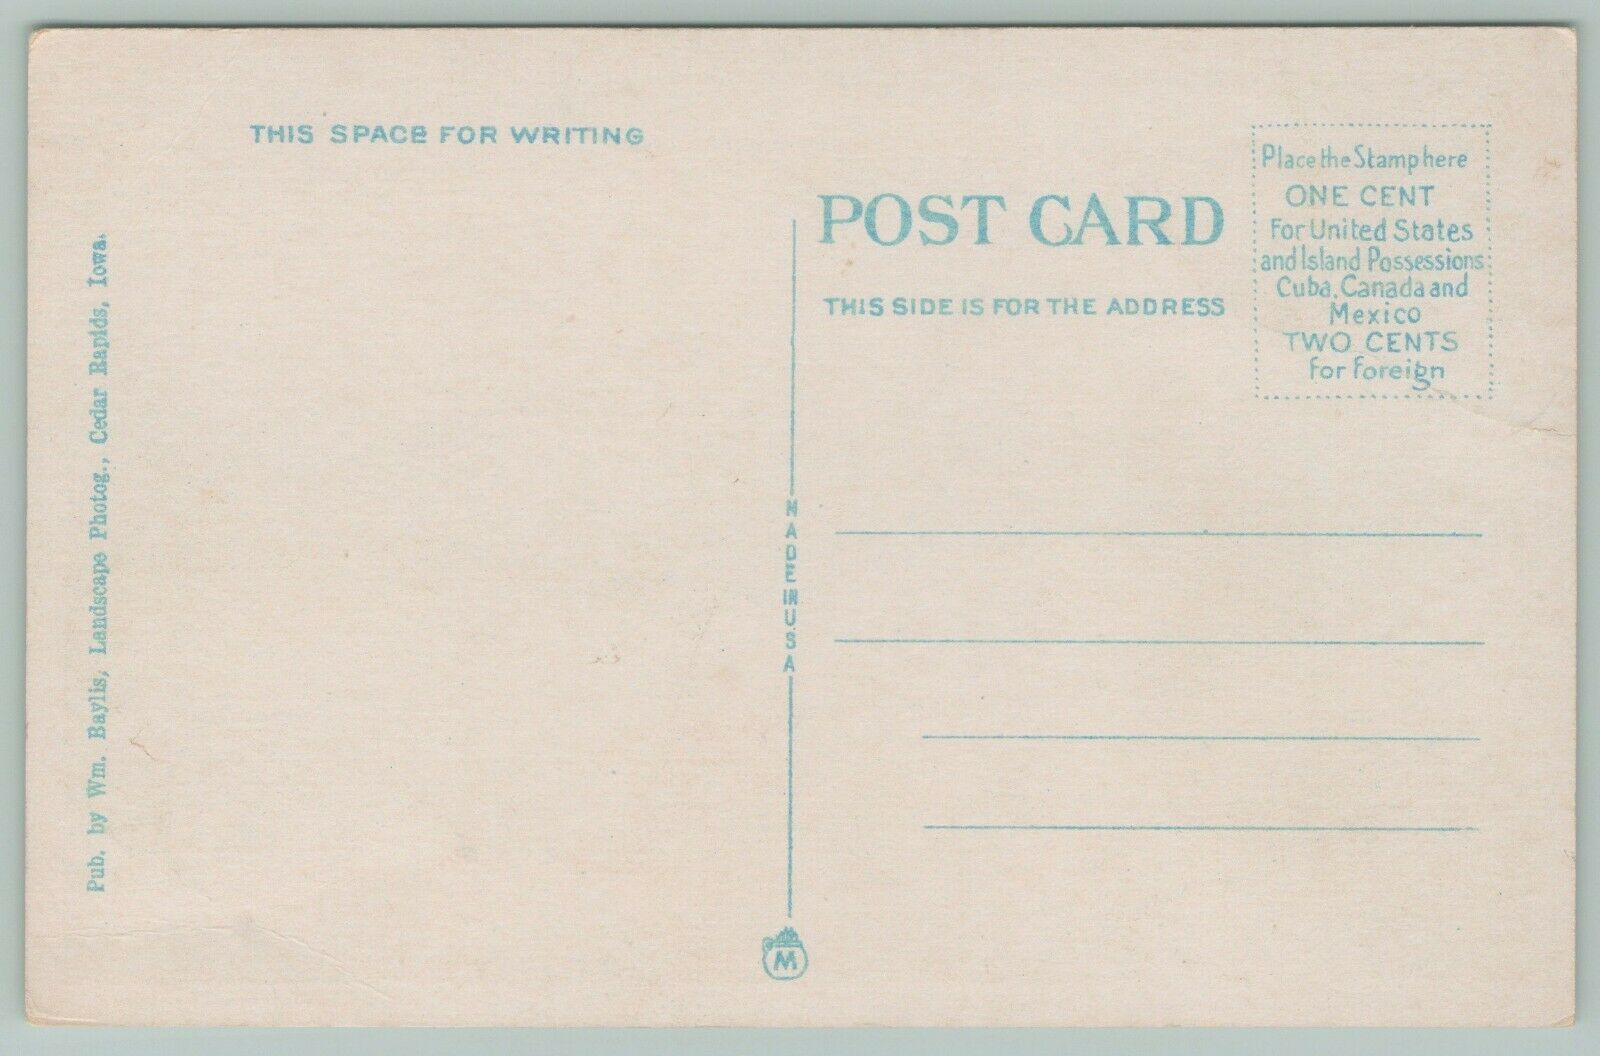 THIS SPACE FOR WRITING
Pub. by Wm. Baylis, Landscape Photog., Cedar Rapids, Iowa.
POST CARD
THIS SIDE IS FOR THE ADDRESS
Place the Stamp here
ONE CENT
For United States
and Island Possessions
Cuba, Canada and
Mexico
TWO CENTS
for Foreign
MADE IN U.S.A
M